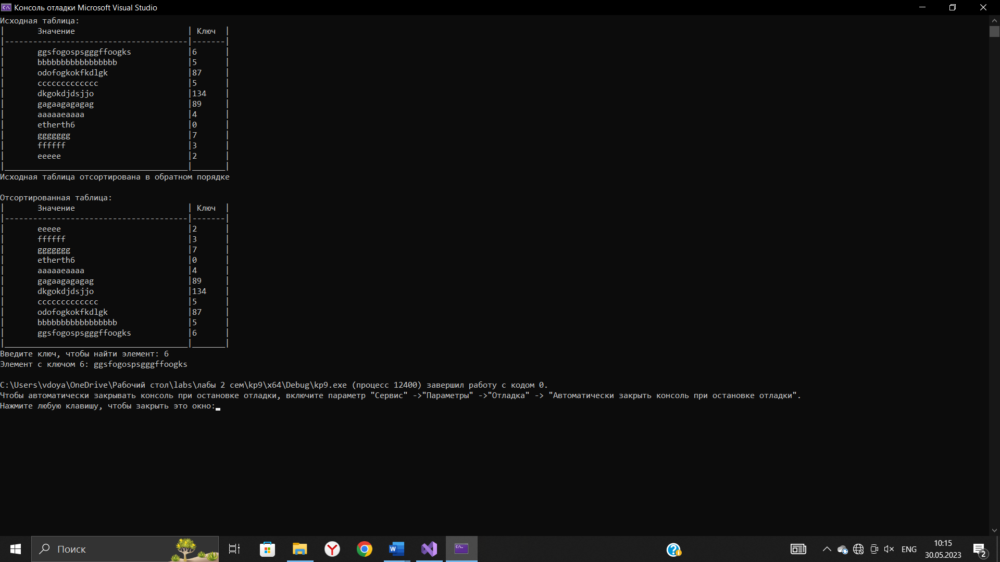 Консоль отладки Microsoft Visual Studio
Исходная таблица:
| Значение | Ключ |
|---------------------------------------|-------|
| ggsfogospsgggffoogks |6 |
| bbbbbbbbbbbbbbbbb |5 |
| odofogkokfkdlgk |87 |
| ccccccccccccc |5 |
| dkgokdjdsjjo |134 |
| gagaagagagag |89 |
| aaaaaeaaaa |4 |
| etherth6 |0 |
| ggggggg |7 |
| ffffff |3 |
| eeeee |2 |
|_______________________________________|_______|
Исходная таблица отсортирована в обратном порядке
Отсортированная таблица:
| Значение | Ключ |
|---------------------------------------|-------|
| eeeee |2 |
| ffffff |3 |
| ggggggg |7 |
| etherth6 |0 |
| aaaaaeaaaa |4 |
| gagaagagagag |89 |
| dkgokdjdsjjo |134 |
| ccccccccccccc |5 |
| odofogkokfkdlgk |87 |
| bbbbbbbbbbbbbbbbb |5 |
| ggsfogospsgggffoogks |6 |
|_______________________________________|_______|
Введите ключ, чтобы найти элемент: 6
Элемент с ключом 6: ggsfogospsgggffoogks
C:\Users\vdoya\OneDrive\Рабочий стол\labs\лабы 2 сем\kp9\x64\Debug\kp9.exe (процесс 12400) завершил работу с кодом 0.
Чтобы автоматически закрывать консоль при остановке отладки, включите параметр "Сервис" ->"Параметры" ->"Отладка" -> "Автоматически закрыть консоль при остановке отладки".
Нажмите любую клавишу, чтобы закрыть это окно:
Поиск
ENG
10:15
30.05.2023
2